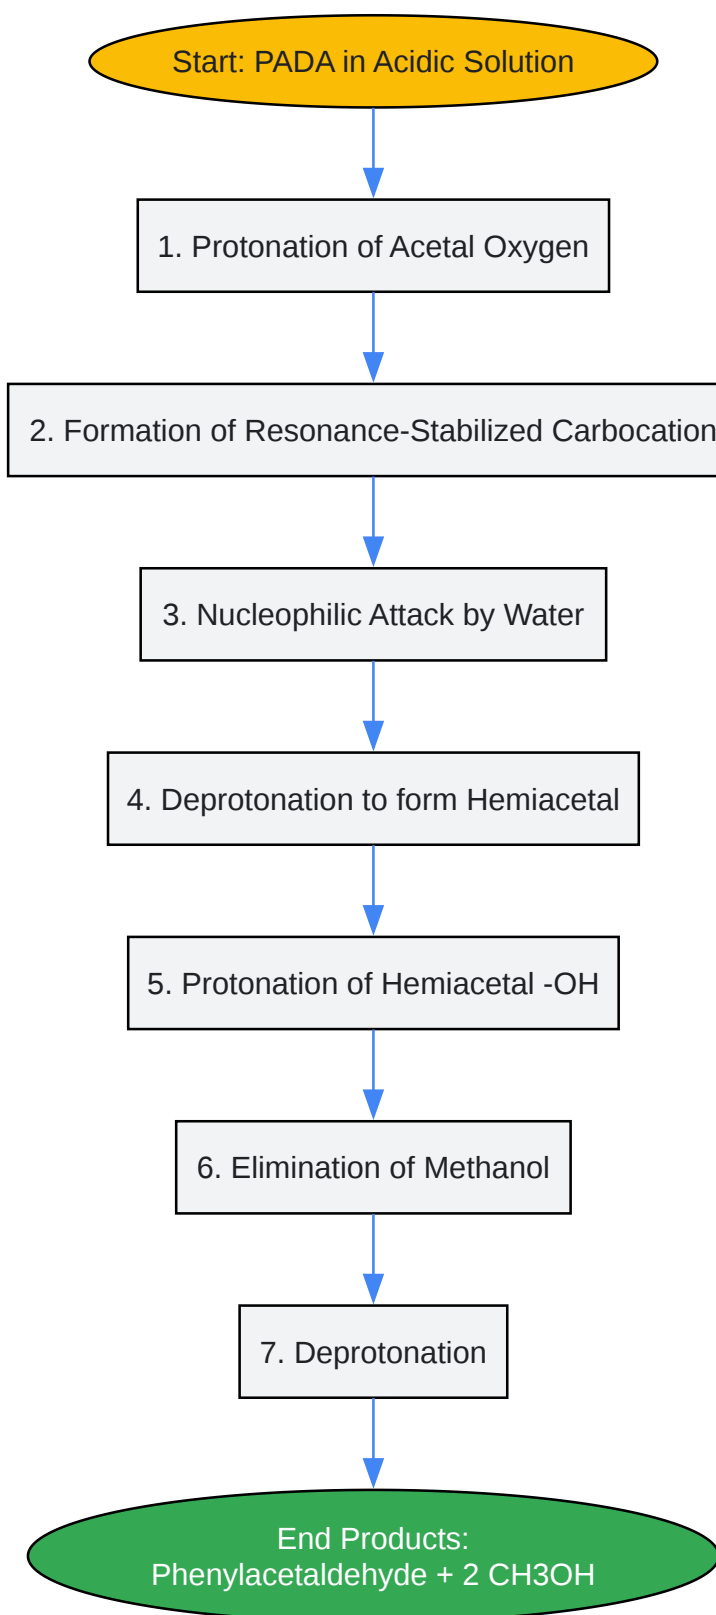 Start: PADA in Acidic Solution
1. Protonation of Acetal Oxygen
2. Formation of Resonance-Stabilized Carbocation
3. Nucleophilic Attack by Water
4. Deprotonation to form Hemiacetal
5. Protonation of Hemiacetal -OH
6. Elimination of Methanol
7. Deprotonation
End Products:
Phenylacetaldehyde + 2 CH3OH